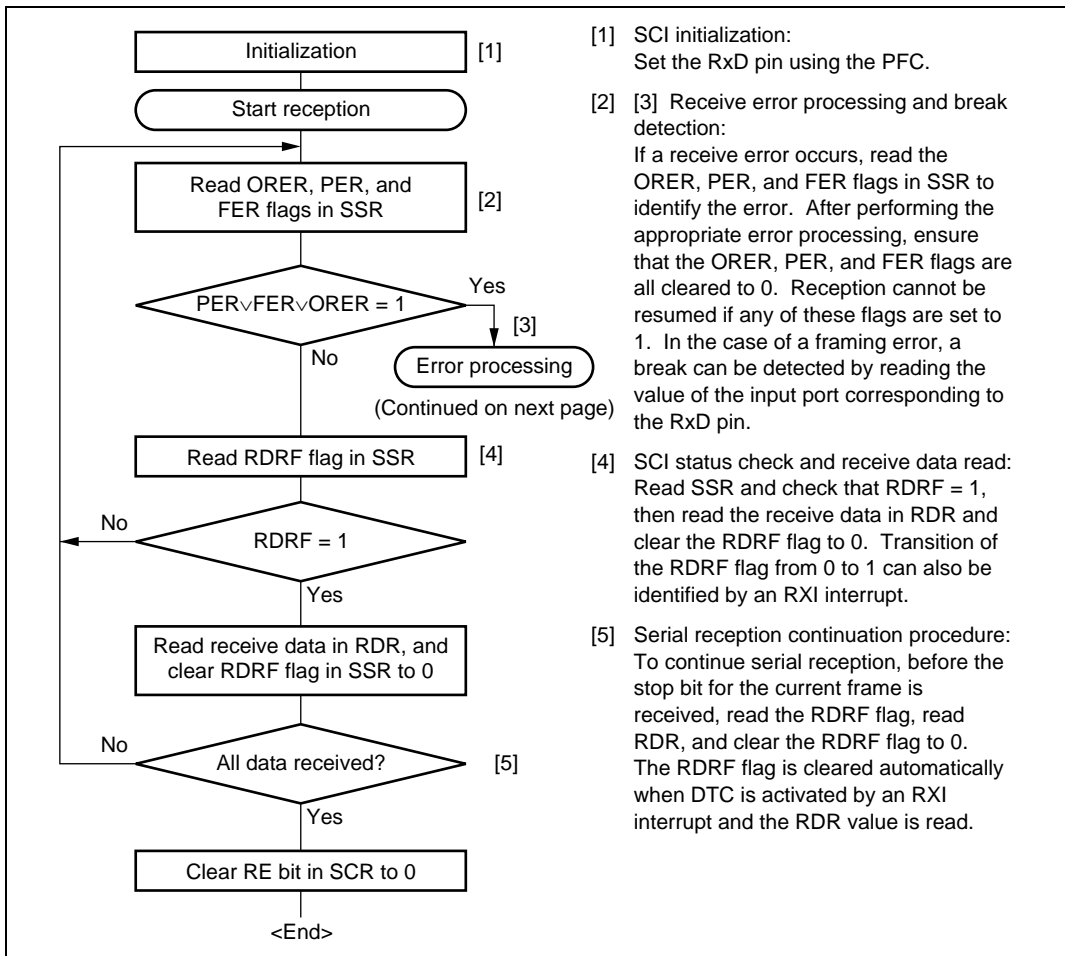 Initialization
[1]
Start reception
Read ORER, PER, and
FER flags in SSR
[2]
PER∨FER∨ORER = 1
Yes
[3]
No
Error processing
(Continued on next page)
Read RDRF flag in SSR
[4]
No
RDRF = 1
Yes
Read receive data in RDR, and
clear RDRF flag in SSR to 0
No
All data received?
[5]
Yes
Clear RE bit in SCR to 0
<End>
[1] SCI initialization:
Set the RxD pin using the PFC.
[2] [3] Receive error processing and break
detection:
If a receive error occurs, read the
ORER, PER, and FER flags in SSR to
identify the error. After performing the
appropriate error processing, ensure
that the ORER, PER, and FER flags are
all cleared to 0. Reception cannot be
resumed if any of these flags are set to
1. In the case of a framing error, a
break can be detected by reading the
value of the input port corresponding to
the RxD pin.
[4] SCI status check and receive data read:
Read SSR and check that RDRF = 1,
then read the receive data in RDR and
clear the RDRF flag to 0. Transition of
the RDRF flag from 0 to 1 can also be
identified by an RXI interrupt.
[5] Serial reception continuation procedure:
To continue serial reception, before the
stop bit for the current frame is
received, read the RDRF flag, read
RDR, and clear the RDRF flag to 0.
The RDRF flag is cleared automatically
when DTC is activated by an RXI
interrupt and the RDR value is read.